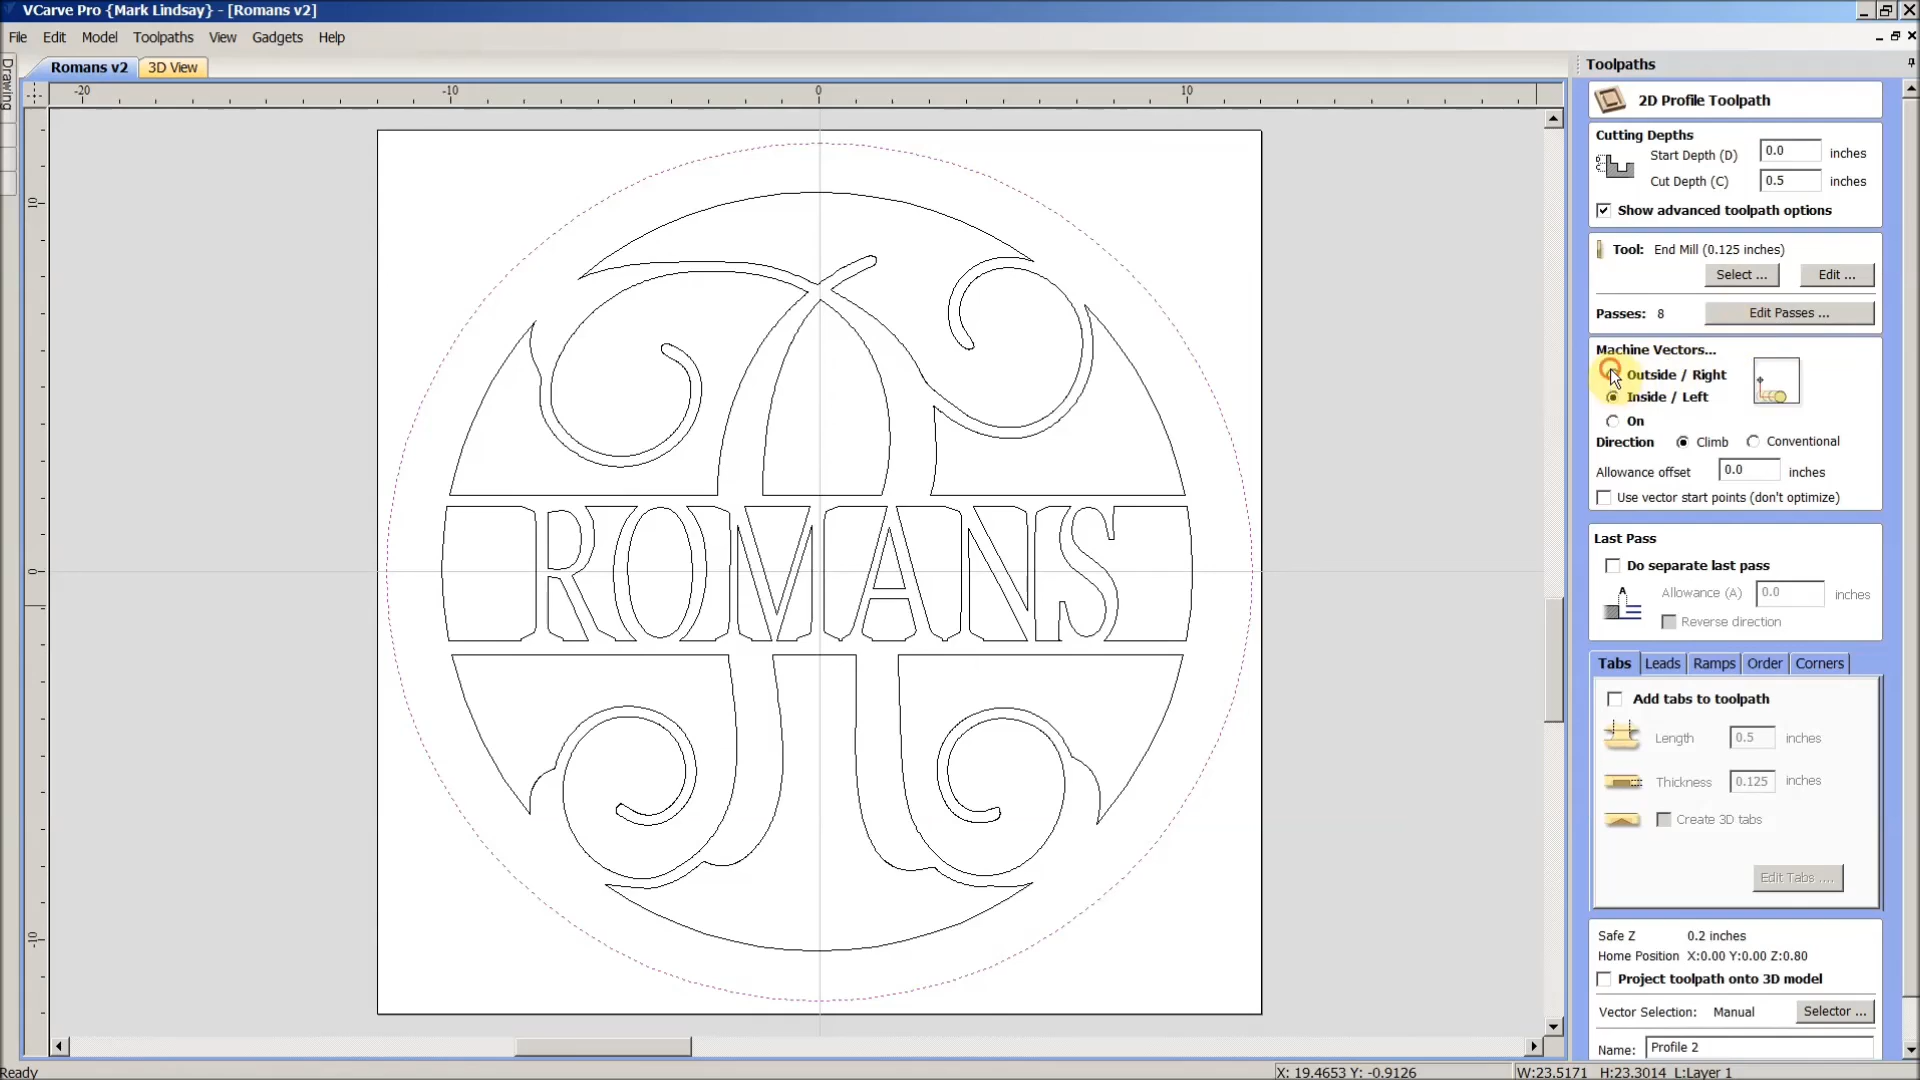 VCarve Pro {Mark Lindsay} - [Romans v2]
File Edit Model Toolpaths View Gadgets Help
Drawing
Romans v2 3D View
-20 -10 0 10
10
0
-10
ROMANS
Toolpaths
2D Profile Toolpath
Cutting Depths
Start Depth (D) 0.0 inches
Cut Depth (C) 0.5 inches
Show advanced toolpath options
Tool: End Mill (0.125 inches)
Select ... Edit ...
Passes: 8 Edit Passes ...
Machine Vectors...
Outside / Right
Inside / Left
On
Direction Climb Conventional
Allowance offset 0.0 inches
Use vector start points (don't optimize)
Last Pass
Do separate last pass
A Allowance (A) 0.0 inches
Reverse direction
Tabs Leads Ramps Order Corners
Add tabs to toolpath
Length 0.5 inches
Thickness 0.125 inches
Create 3D tabs
Edit Tabs ....
Safe Z 0.2 inches
Home Position X:0.00 Y:0.00 Z:0.80
Project toolpath onto 3D model
Vector Selection: Manual Selector ...
Name: Profile 2
Ready X: 19.4653 Y: -0.9126 W:23.5171 H:23.3014 L:Layer 1